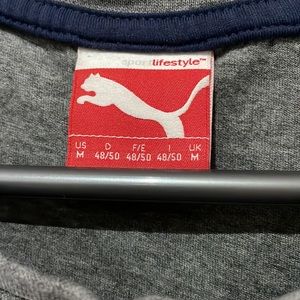 sportlifestyle™
US D F/E I UK
M 48/50 48/50 48/50 M